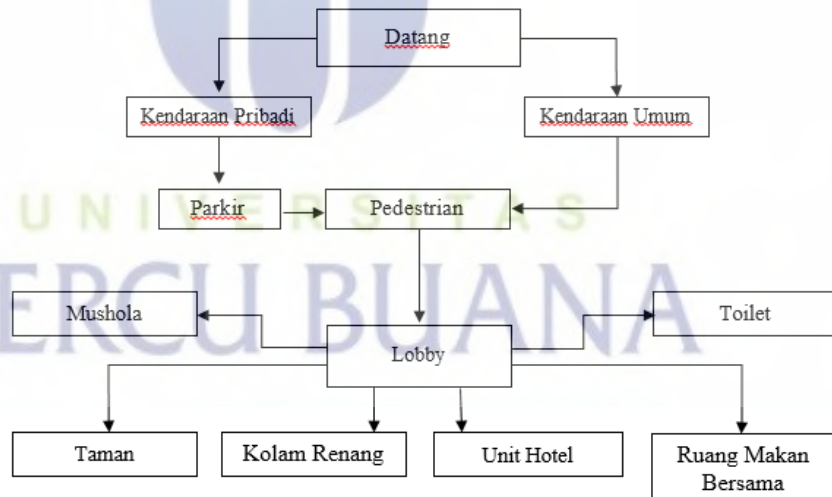 Datang
Kendaraan Pribadi
Kendaraan Umum
Parkir
Pedestrian
UNIVERSITAS
ERCU BUANA
Mushola
Toilet
Lobby
Taman
Kolam Renang
Unit Hotel
Ruang Makan
Bersama